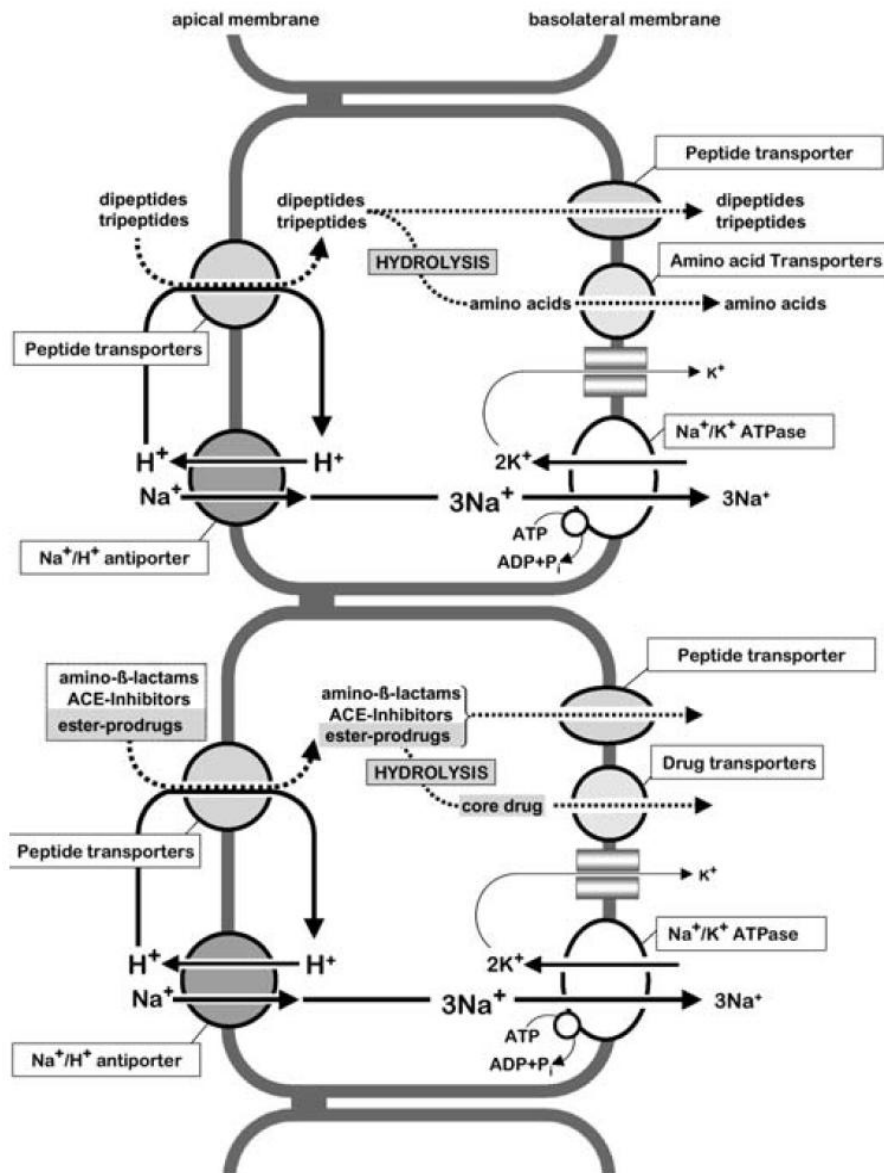 apical membrane
basolateral membrane
Peptide transporter
dipeptides
tripeptides
dipeptides
tripeptides
dipeptides
tripeptides
HYDROLYSIS
Amino acid Transporters
amino acids
amino acids
Peptide transporters
K⁺
Na⁺/K⁺ ATPase
H⁺
H⁺
2K⁺
Na⁺
3Na⁺
3Na⁺
ATP
ADP+Pᵢ
Na⁺/H⁺ antiporter
Peptide transporter
amino-ß-lactams
ACE-Inhibitors
ester-prodrugs
amino-ß-lactams
ACE-Inhibitors
ester-prodrugs
HYDROLYSIS
Drug transporters
core drug
Peptide transporters
K⁺
Na⁺/K⁺ ATPase
H⁺
H⁺
2K⁺
Na⁺
3Na⁺
3Na⁺
ATP
ADP+Pᵢ
Na⁺/H⁺ antiporter